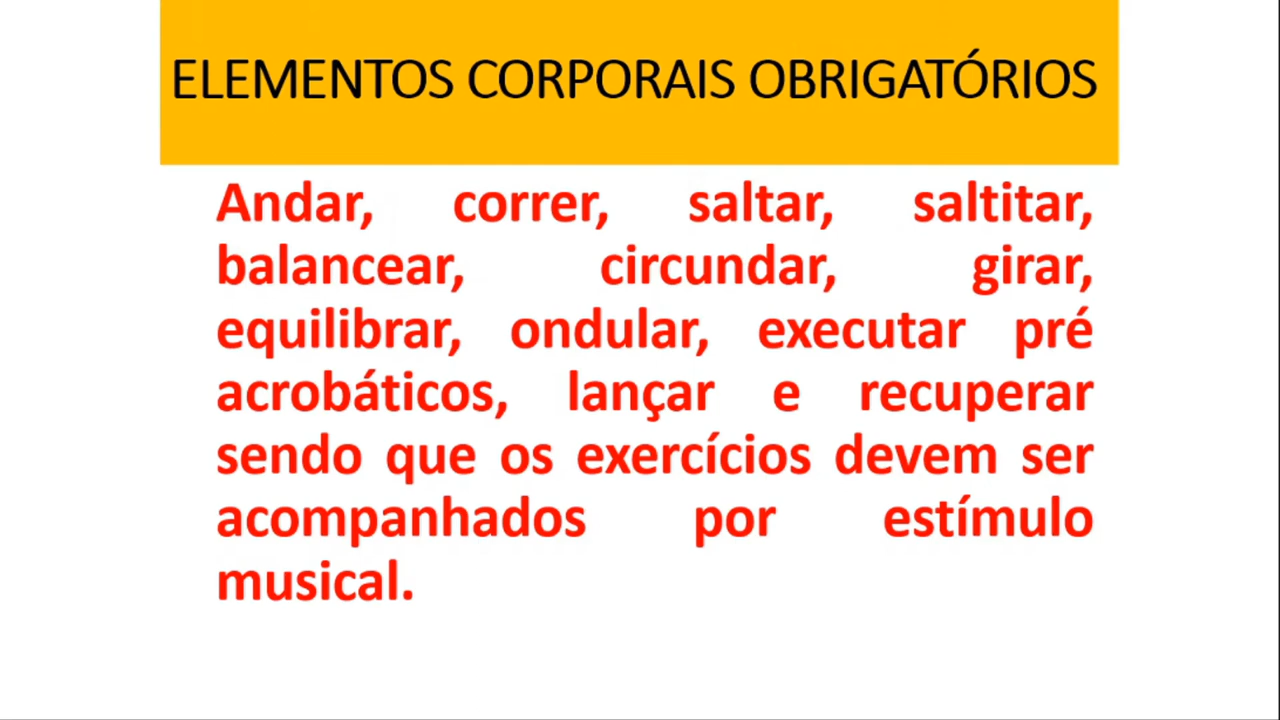 ELEMENTOS CORPORAIS OBRIGATÓRIOS
Andar, correr, saltar, saltitar,
balancear, circundar, girar,
equilibrar, ondular, executar pré
acrobáticos, lançar e recuperar
sendo que os exercícios devem ser
acompanhados por estímulo
musical.